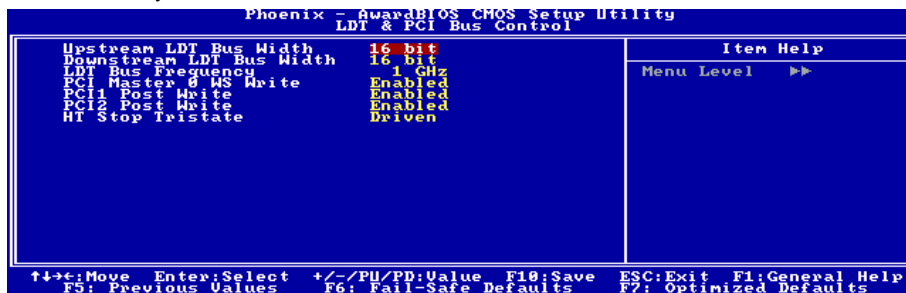 Phoenix - AwardBIOS CMOS Setup Utility
LDT & PCI Bus Control
Upstream LDT Bus Width 16 bit
Downstream LDT Bus Width 16 bit
LDT Bus Frequency 1 GHz
PCI Master 0 WS Write Enabled
PCI1 Post Write Enabled
PCI2 Post Write Enabled
HT Stop Tristate Driven
Item Help
Menu Level ▶▶
↑↓→←:Move Enter:Select +/-/PU/PD:Value F10:Save ESC:Exit F1:General Help
F5: Previous Values F6: Fail-Safe Defaults F7: Optimized Defaults